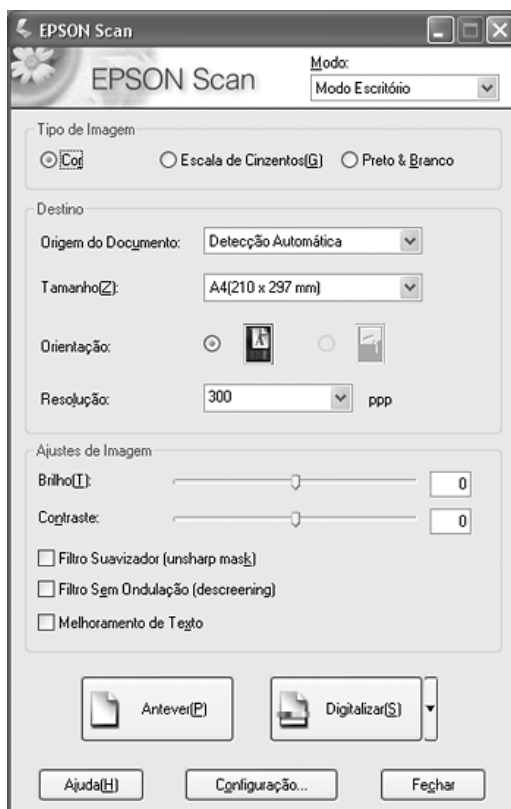 EPSON Scan
EPSON Scan
Modo:
Modo Escritório
Tipo de Imagem
Cor
Escala de Cinzentos(G)
Preto & Branco
Destino
Origem do Documento:
Detecção Automática
Tamanho(Z):
A4(210 x 297 mm)
Orientação:
Resolução:
300
ppp
Ajustes de Imagem
Brilho(T):
0
Contraste:
0
Filtro Suavizador (unsharp mask)
Filtro Sem Ondulação (descreening)
Melhoramento de Texto
Antever(P)
Digitalizar(S)
Ajuda(H)
Configuração...
Fechar